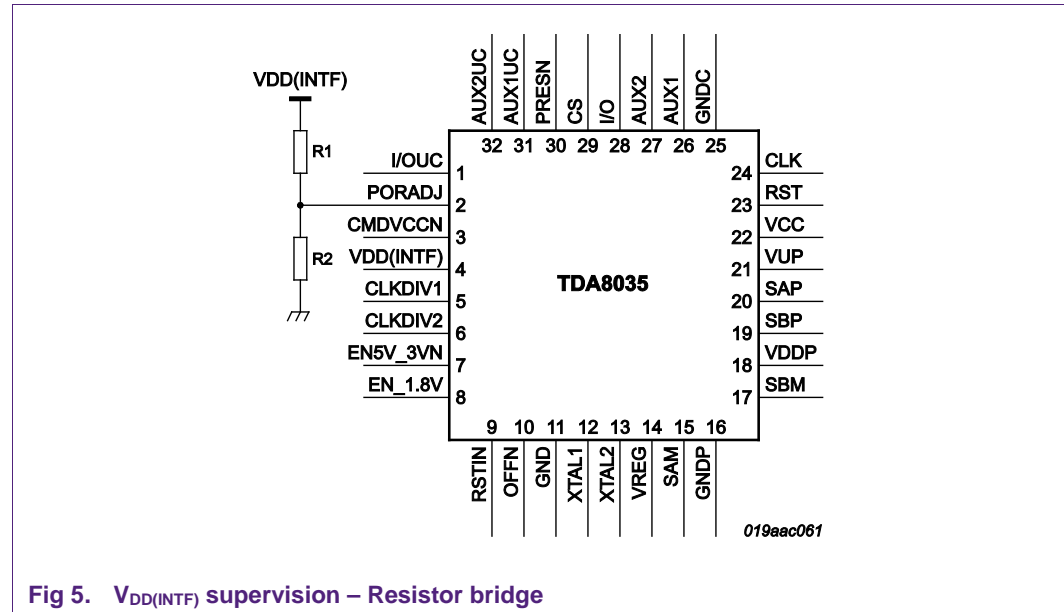 AUX2UC
AUX1UC
PRESN
CS
I/O
AUX2
AUX1
GNDC
VDD(INTF)
R1
R2
32 31 30 29 28 27 26 25
I/OUC 1
PORADJ 2
CMDVCCN 3
VDD(INTF) 4
CLKDIV1 5
CLKDIV2 6
EN5V_3VN 7
EN_1.8V 8
TDA8035
24 CLK
23 RST
22 VCC
21 VUP
20 SAP
19 SBP
18 VDDP
17 SBM
9 10 11 12 13 14 15 16
RSTIN
OFFN
GND
XTAL1
XTAL2
VREG
SAM
GNDP
019aac061
Fig 5. VDD(INTF) supervision – Resistor bridge